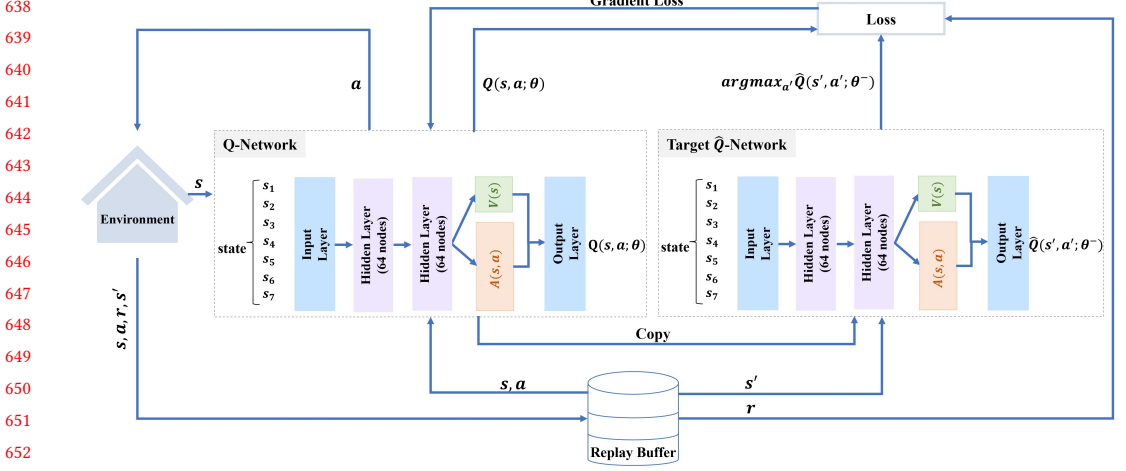 638
639
640
641
642
643
644
645
646
647
648
649
650
651
652
Gradient Loss
Loss
a
Q(s, a; θ)
argmax_{a'} Q̂(s', a'; θ⁻)
Q-Network
Target Q̂-Network
s
Environment
state
s₁
s₂
s₃
s₄
s₅
s₆
s₇
Input
Layer
Hidden Layer
(64 nodes)
Hidden Layer
(64 nodes)
V(s)
A(s, a)
Output
Layer
Q(s, a; θ)
state
s₁
s₂
s₃
s₄
s₅
s₆
s₇
Input
Layer
Hidden Layer
(64 nodes)
Hidden Layer
(64 nodes)
V(s)
A(s, a)
Output
Layer
Q̂(s', a'; θ⁻)
s, a, r, s'
Copy
s, a
s'
r
Replay Buffer